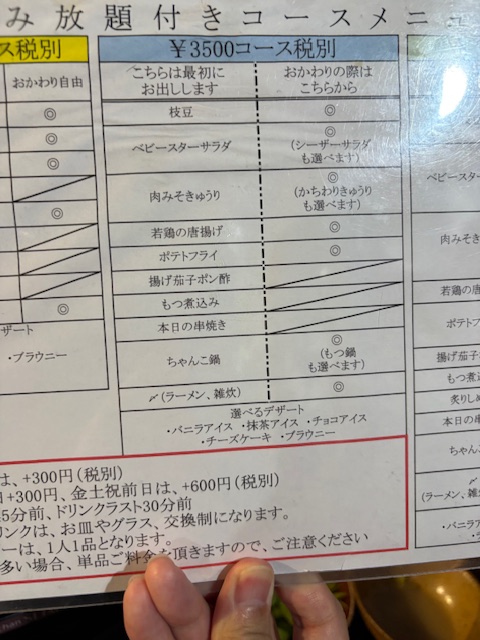 み放題付きコースメニュ
ス税別
おかわり自由
◎
◎
◎
◎
◎
デザート
・ブラウニー
¥3500コース税別
こちらは最初に
お出しします
おかわりの際は
こちらから
枝豆
◎
ベビースターサラダ
◎
(シーザーサラダ
も選べます)
肉みそきゅうり
◎
(かちわりきゅうり
も選べます)
若鶏の唐揚げ
◎
ポテトフライ
◎
揚げ茄子ポン酢
もつ煮込み
本日の串焼き
ちゃんこ鍋
◎
(もつ鍋
も選べます)
〆(ラーメン、雑炊)
◎
選べるデザート
・バニラアイス ・抹茶アイス ・チョコアイス
・チーズケーキ ・ブラウニー
ベビースター
肉みそき
若鶏の唐
ポテトフ
揚げ茄子
もつ煮
炙りしめ
本日の串
ちゃんこ
〆
(ラーメン、雑炊
・バニラア
は、+300円(税別)
日+300円、金土祝前日は、+600円(税別)
5分前、ドリンクラスト30分前
リンクは、お皿やグラス、交換制になります。
ーは、1人1品となります。
多い場合、単品ご料金を頂きますので、ご注意ください